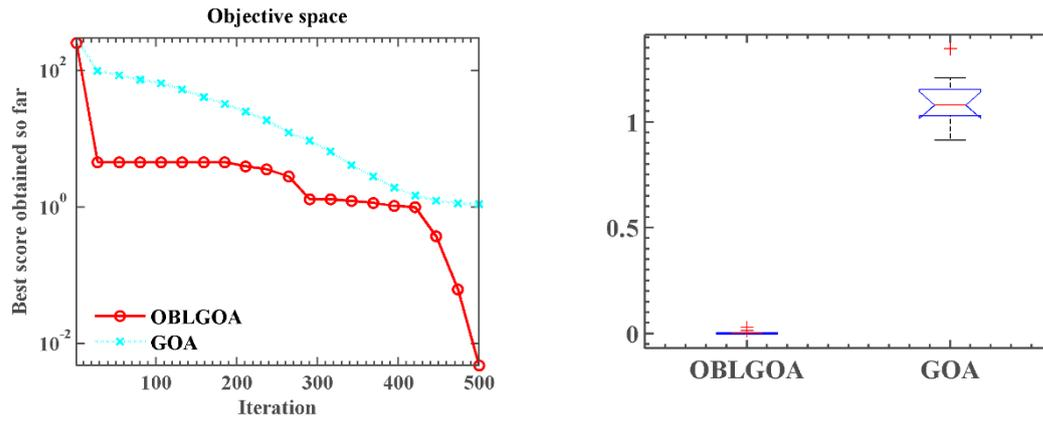 Objective space
Best score obtained so far
10^2
10^0
10^-2
OBLGOA
GOA
100
200
300
400
500
Iteration
1
0.5
0
OBLGOA
GOA